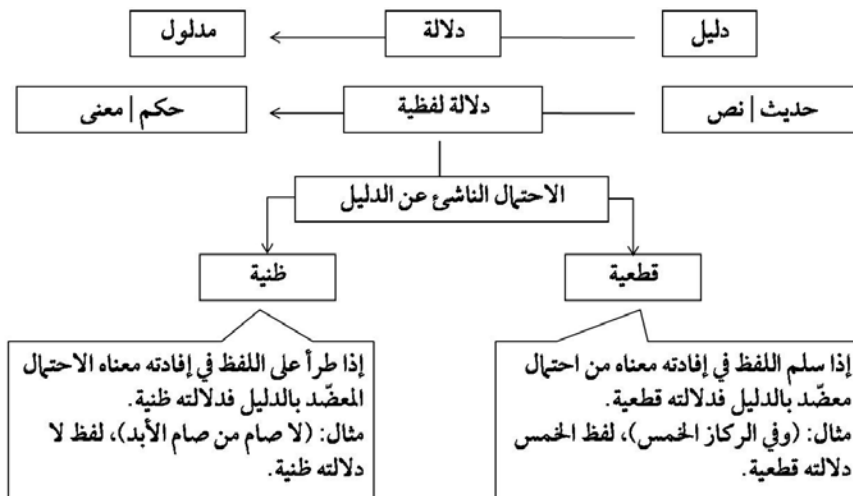 دليل
دلالة
مدلول
حديث | نص
دلالة لفظية
حكم | معنى
الاحتمال الناشئ عن الدليل
قطعية
ظنية
إذا سلم اللفظ في إفادته معناه من احتمال
معضّد بالدليل فدلالته قطعية.
مثال: (وفي الركاز الخمس)، لفظ الخمس
دلالته قطعية.
إذا طرأ على اللفظ في إفادته معناه الاحتمال
المعضّد بالدليل فدلالته ظنية.
مثال: (لا صام من صام الأبد)، لفظ لا
دلالته ظنية.